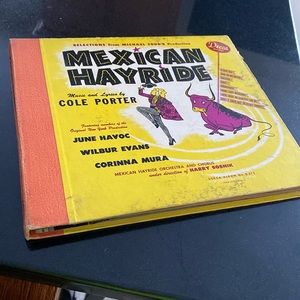 SELECTIONS from MICHAEL TODD'S Production
Decca
MEXICAN
HAYRIDE
Music and Lyrics by
COLE PORTER
Featuring members of the
Original New York Production
JUNE HAVOC
WILBUR EVANS
CORINNA MURA
MEXICAN HAYRIDE ORCHESTRA AND CHORUS
under direction of HARRY SOSNIK